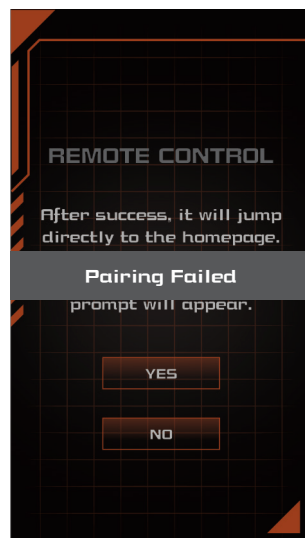 REMOTE CONTROL
After success, it will jump
directly to the homepage.
Pairing Failed
prompt will appear.
YES
NO